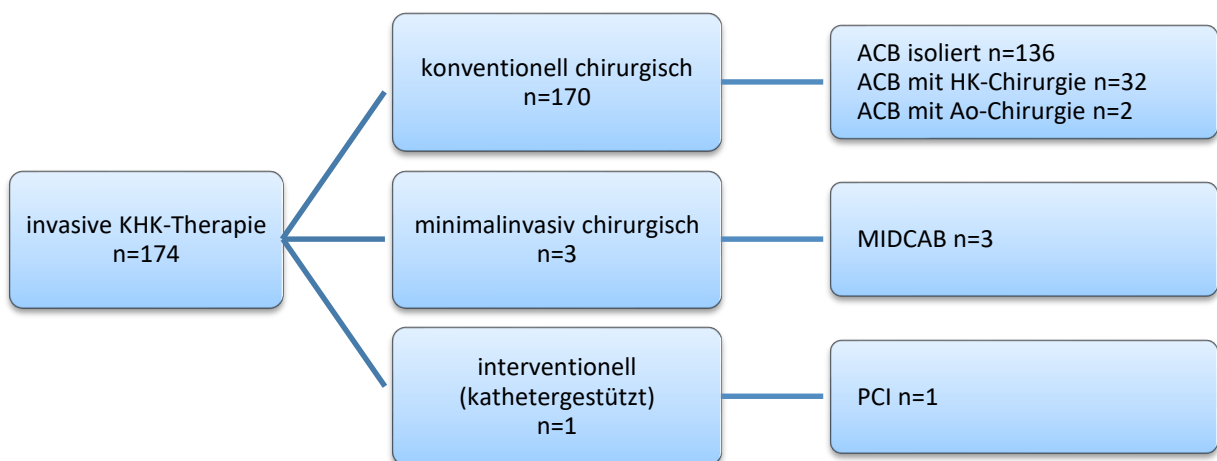 invasive KHK-Therapie
n=174
konventionell chirurgisch
n=170
ACB isoliert n=136
ACB mit HK-Chirurgie n=32
ACB mit Ao-Chirurgie n=2
minimalinvasiv chirurgisch
n=3
MIDCAB n=3
interventionell
(kathetergestützt)
n=1
PCI n=1